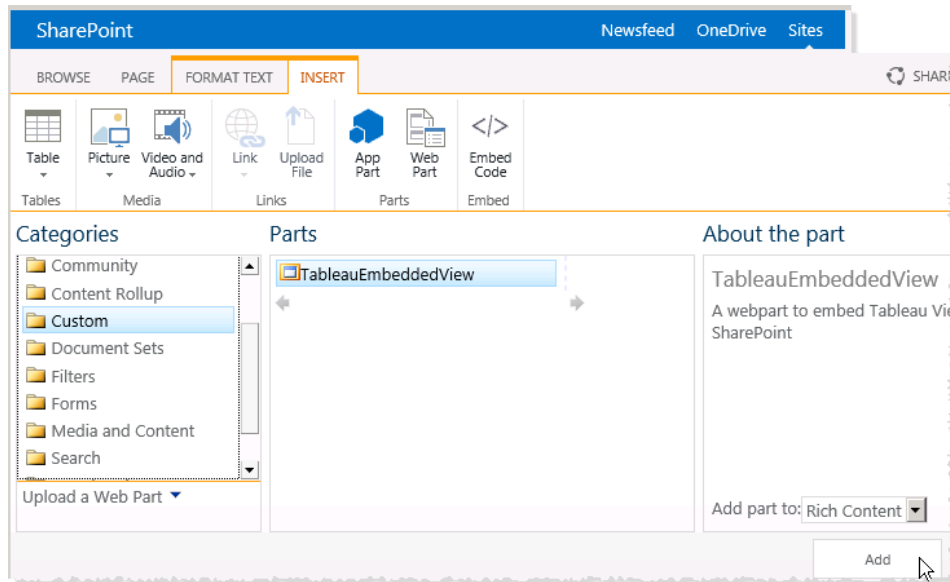 SharePoint
Newsfeed OneDrive Sites
BROWSE PAGE FORMAT TEXT INSERT
SHAR
Table Picture Video and Audio Link Upload File App Part Web Part Embed Code
Tables Media Links Parts Embed
Categories
Community
Content Rollup
Custom
Document Sets
Filters
Forms
Media and Content
Search
Upload a Web Part
Parts
TableauEmbeddedView
About the part
TableauEmbeddedView
A webpart to embed Tableau Vie
SharePoint
Add part to: Rich Content
Add